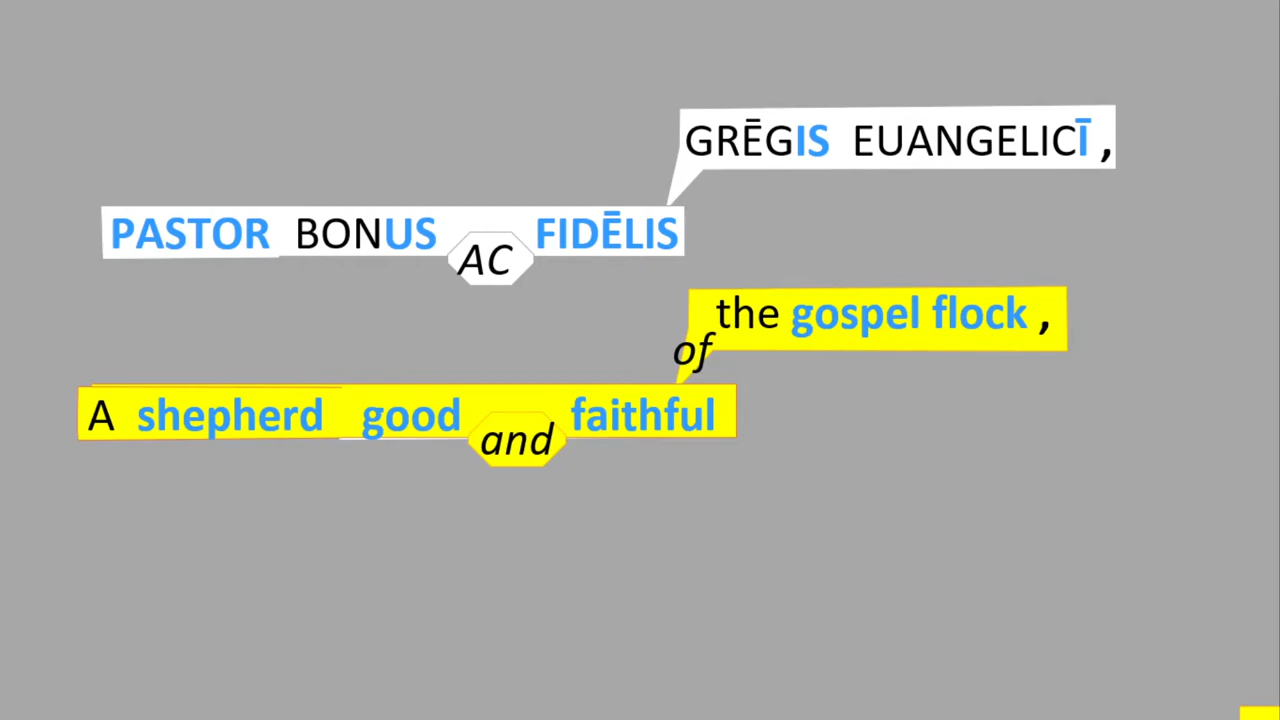 GRĒGIS EUANGELICĪ ,
PASTOR BONUS AC FIDĒLIS
the gospel flock ,
of
A shepherd good and faithful